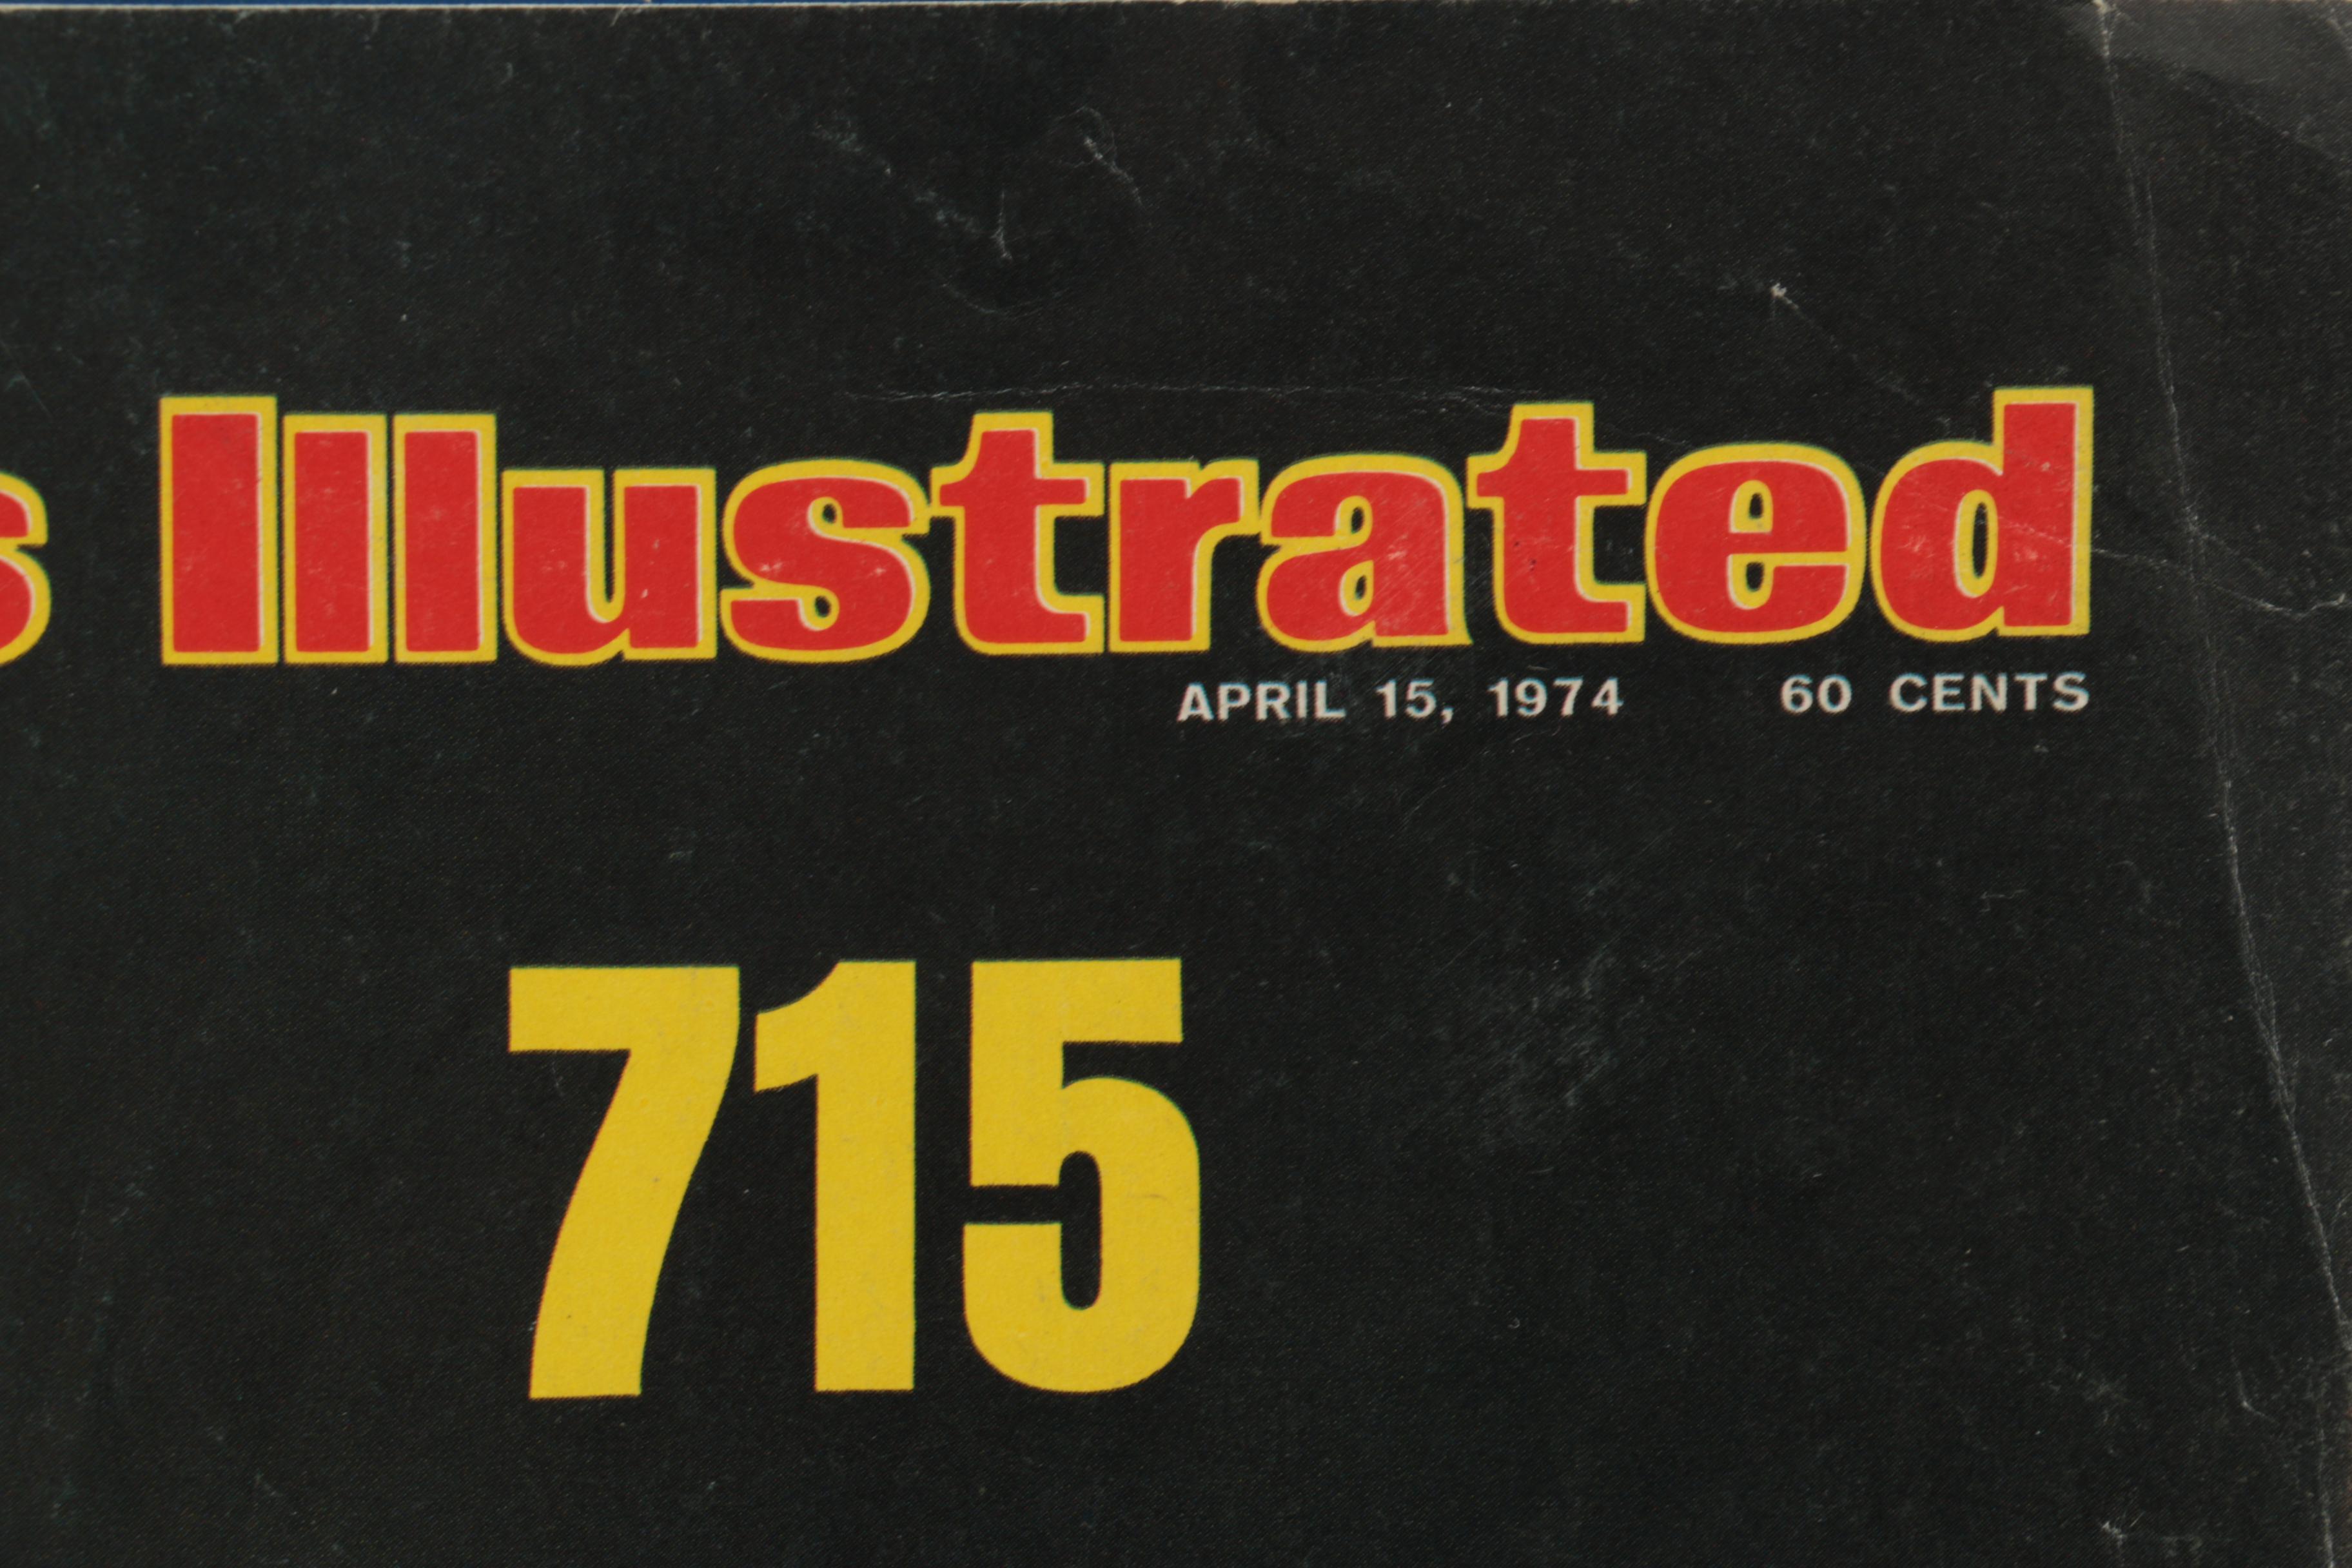 s Illustrated
APRIL 15, 1974 60 CENTS
715